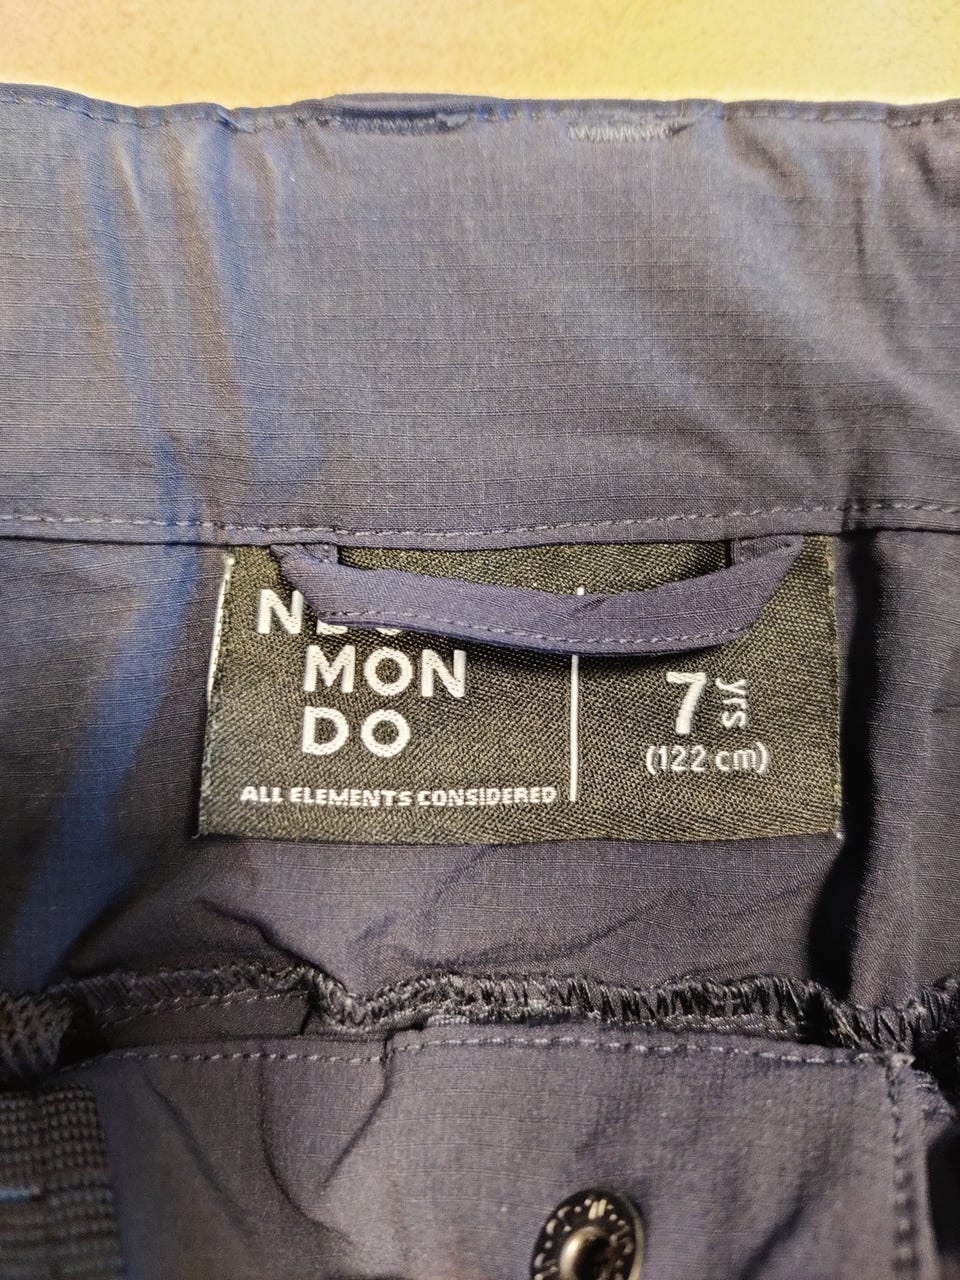 MON
DO
ALL ELEMENTS CONSIDERED
7 yrs
(122 cm)